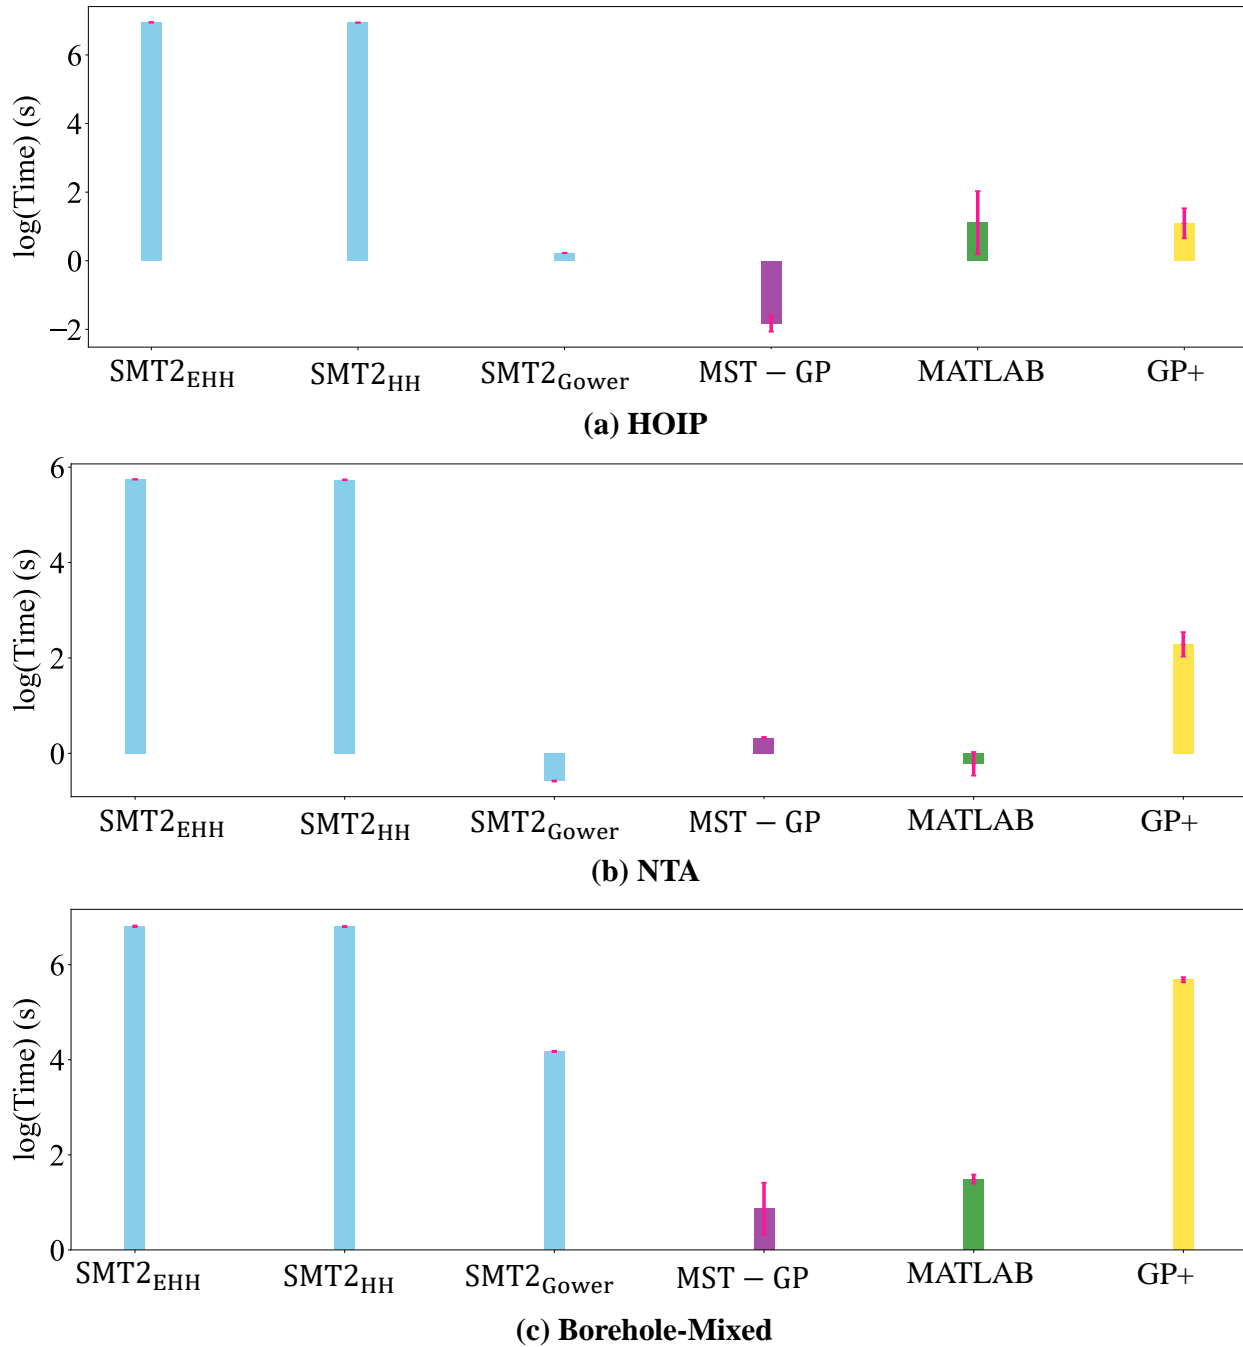 log(Time) (s)
6
4
2
0
−2
SMT2EHH SMT2HH SMT2Gower MST − GP MATLAB GP+
(a) HOIP
log(Time) (s)
6
4
2
0
SMT2EHH SMT2HH SMT2Gower MST − GP MATLAB GP+
(b) NTA
log(Time) (s)
6
4
2
0
SMT2EHH SMT2HH SMT2Gower MST − GP MATLAB GP+
(c) Borehole-Mixed